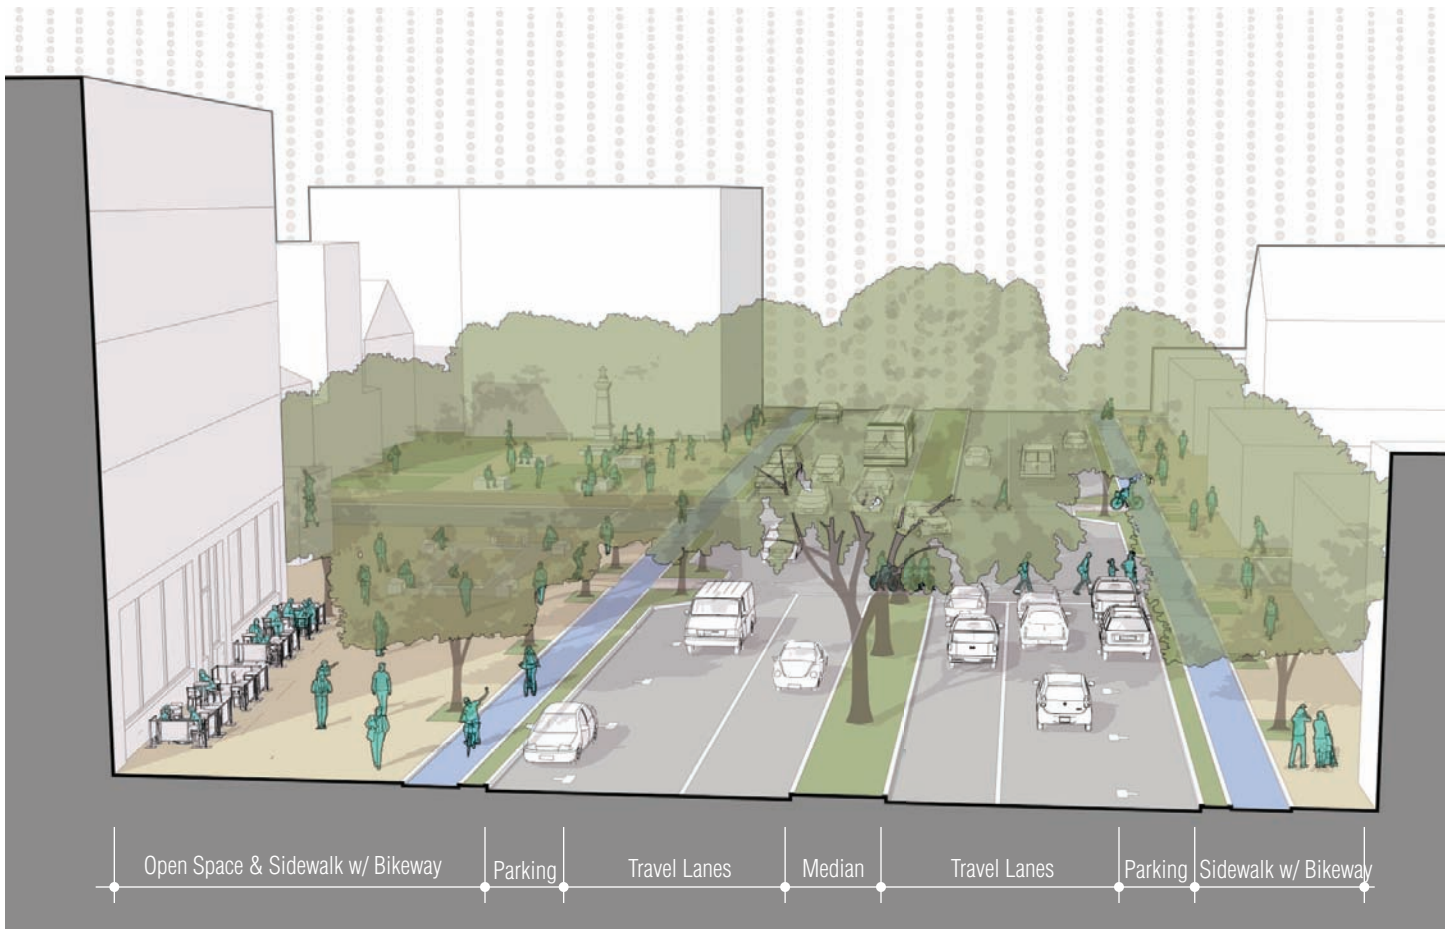 Open Space & Sidewalk w/ Bikeway
Parking
Travel Lanes
Median
Travel Lanes
Parking
Sidewalk w/ Bikeway